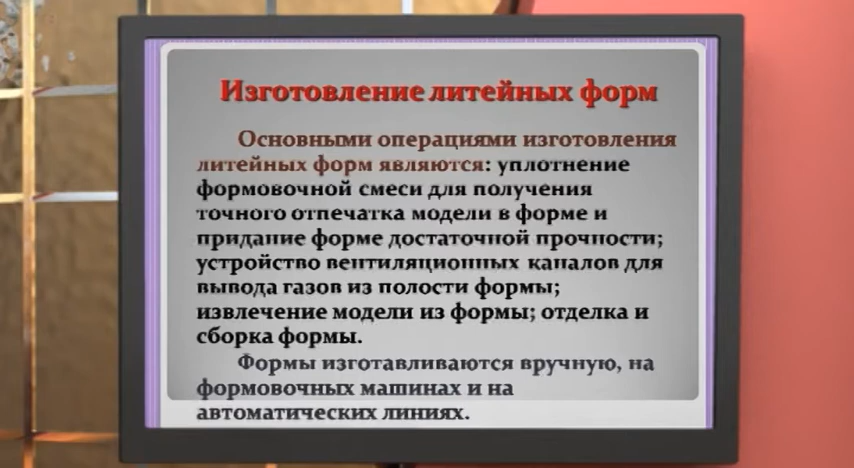 Изготовление литейных форм
Основными операциями изготовления
литейных форм являются: уплотнение
формовочной смеси для получения
точного отпечатка модели в форме и
придание форме достаточной прочности;
устройство вентиляционных каналов для
вывода газов из полости формы;
извлечение модели из формы; отделка и
сборка формы.
Формы изготавливаются вручную, на
формовочных машинах и на
автоматических линиях.